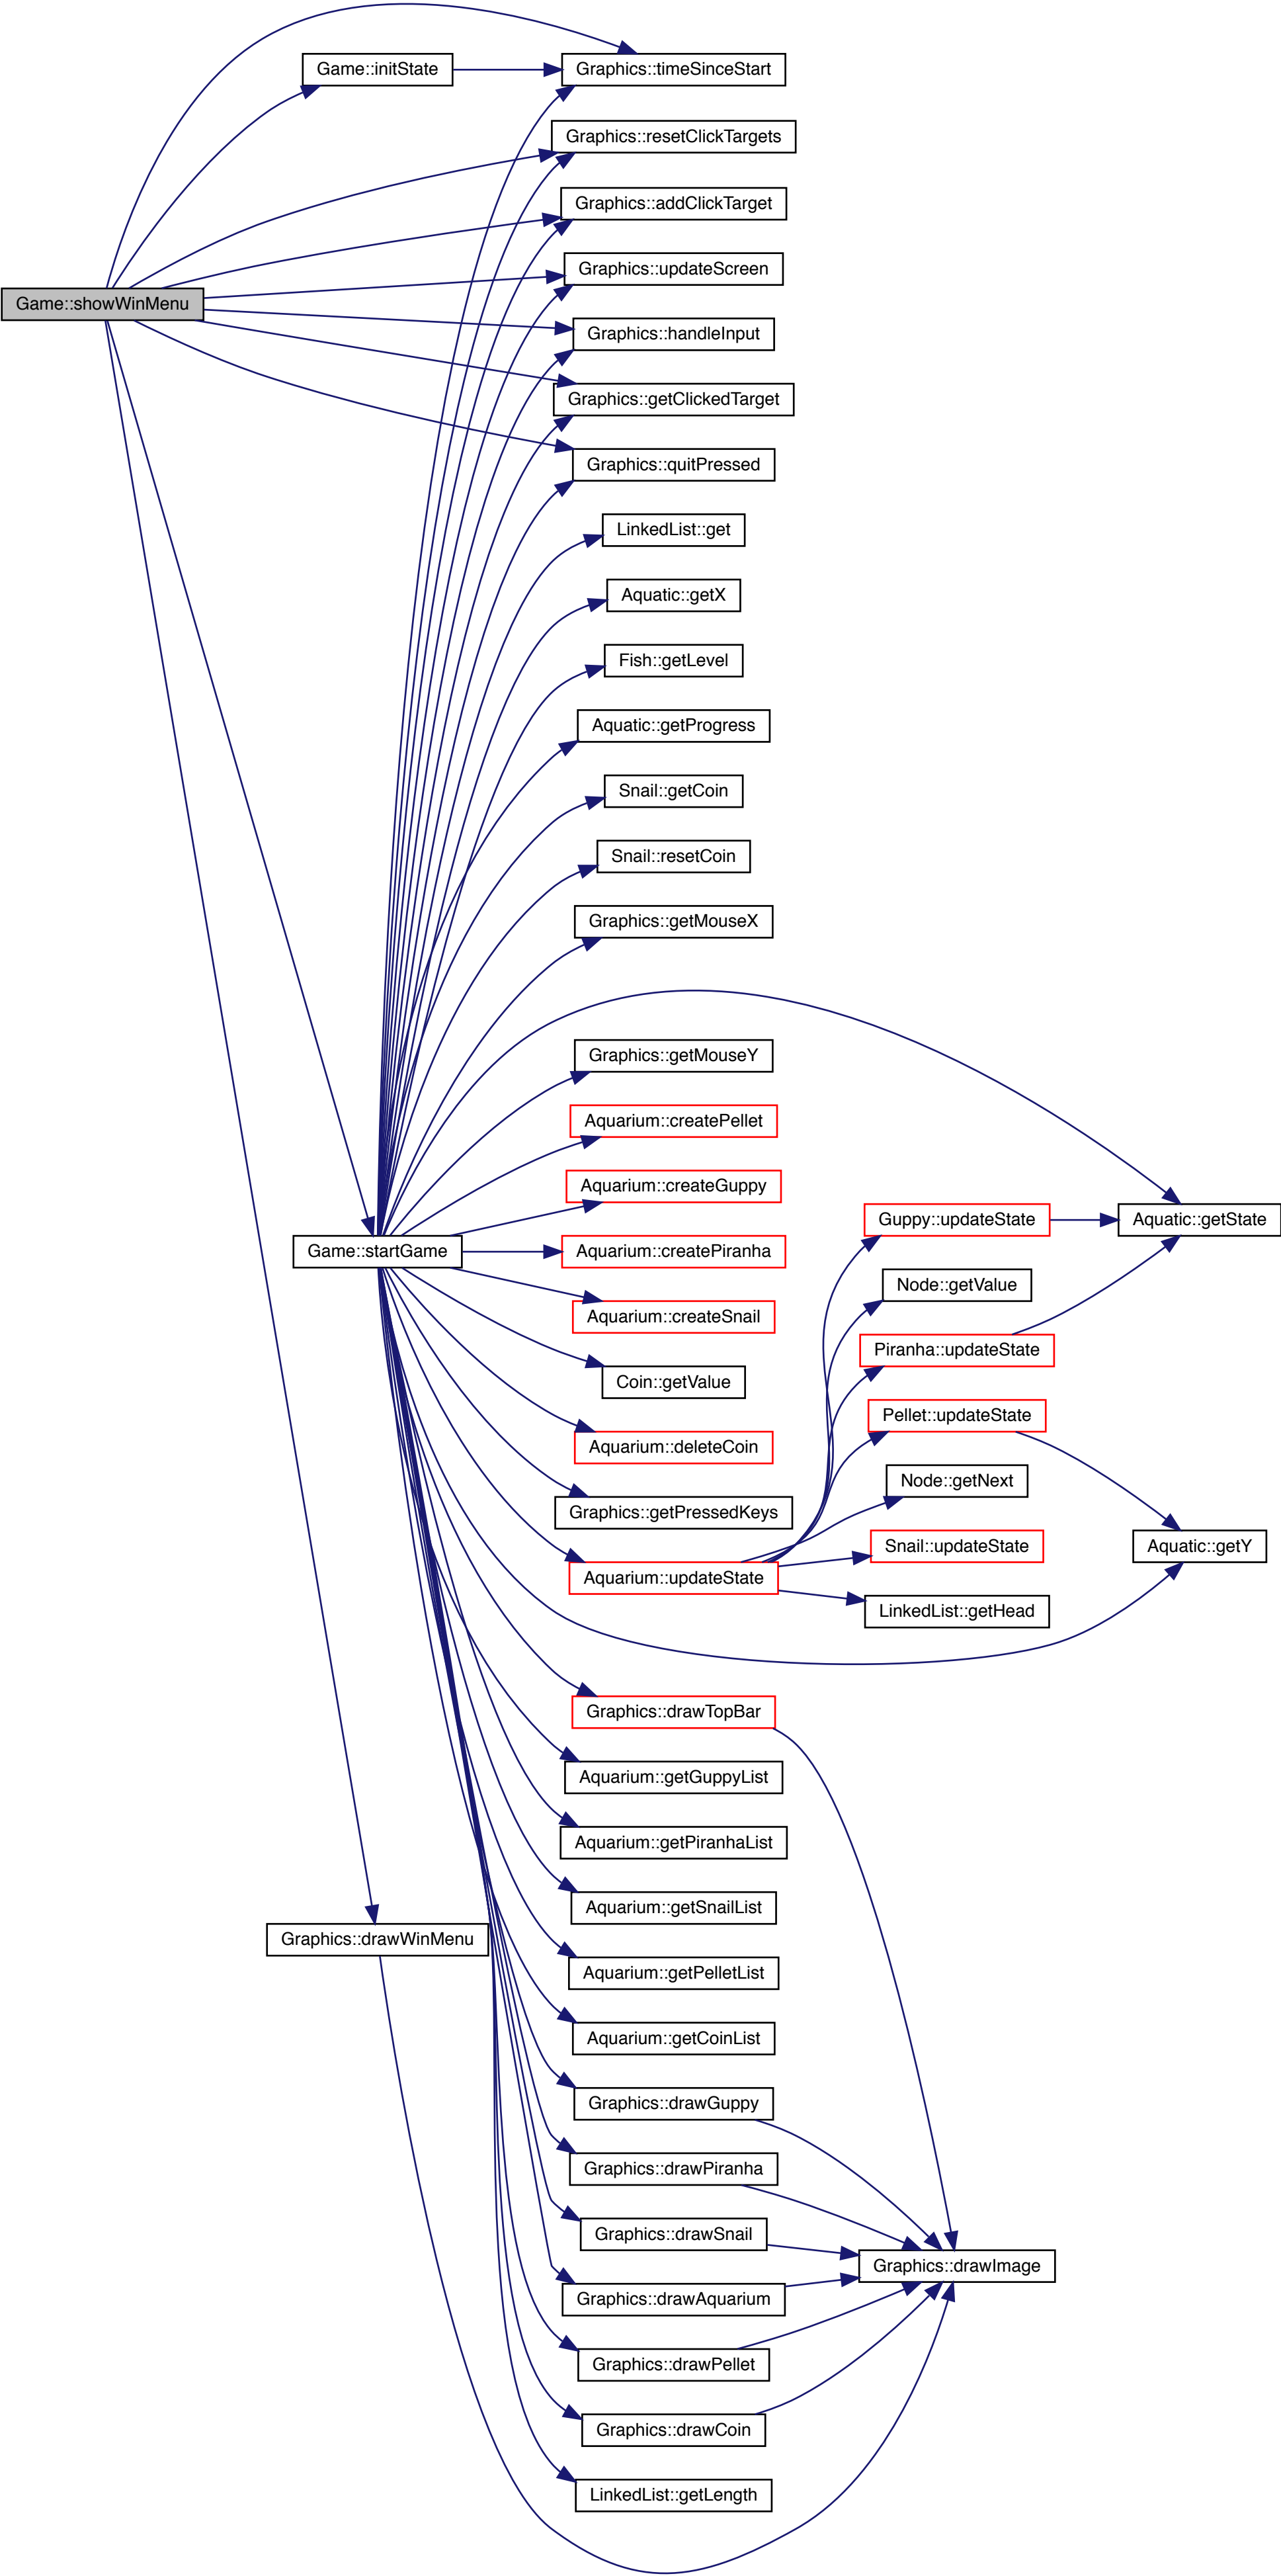 Game::initState
Graphics::timeSinceStart
Graphics::resetClickTargets
Graphics::addClickTarget
Graphics::updateScreen
Game::showWinMenu
Graphics::handleInput
Graphics::getClickedTarget
Graphics::quitPressed
LinkedList::get
Aquatic::getX
Fish::getLevel
Aquatic::getProgress
Snail::getCoin
Snail::resetCoin
Graphics::getMouseX
Graphics::getMouseY
Aquarium::createPellet
Aquarium::createGuppy
Guppy::updateState
Aquatic::getState
Game::startGame
Aquarium::createPiranha
Node::getValue
Aquarium::createSnail
Piranha::updateState
Coin::getValue
Pellet::updateState
Aquarium::deleteCoin
Node::getNext
Graphics::getPressedKeys
Snail::updateState
Aquatic::getY
Aquarium::updateState
LinkedList::getHead
Graphics::drawTopBar
Aquarium::getGuppyList
Aquarium::getPiranhaList
Aquarium::getSnailList
Graphics::drawWinMenu
Aquarium::getPelletList
Aquarium::getCoinList
Graphics::drawGuppy
Graphics::drawPiranha
Graphics::drawSnail
Graphics::drawImage
Graphics::drawAquarium
Graphics::drawPellet
Graphics::drawCoin
LinkedList::getLength